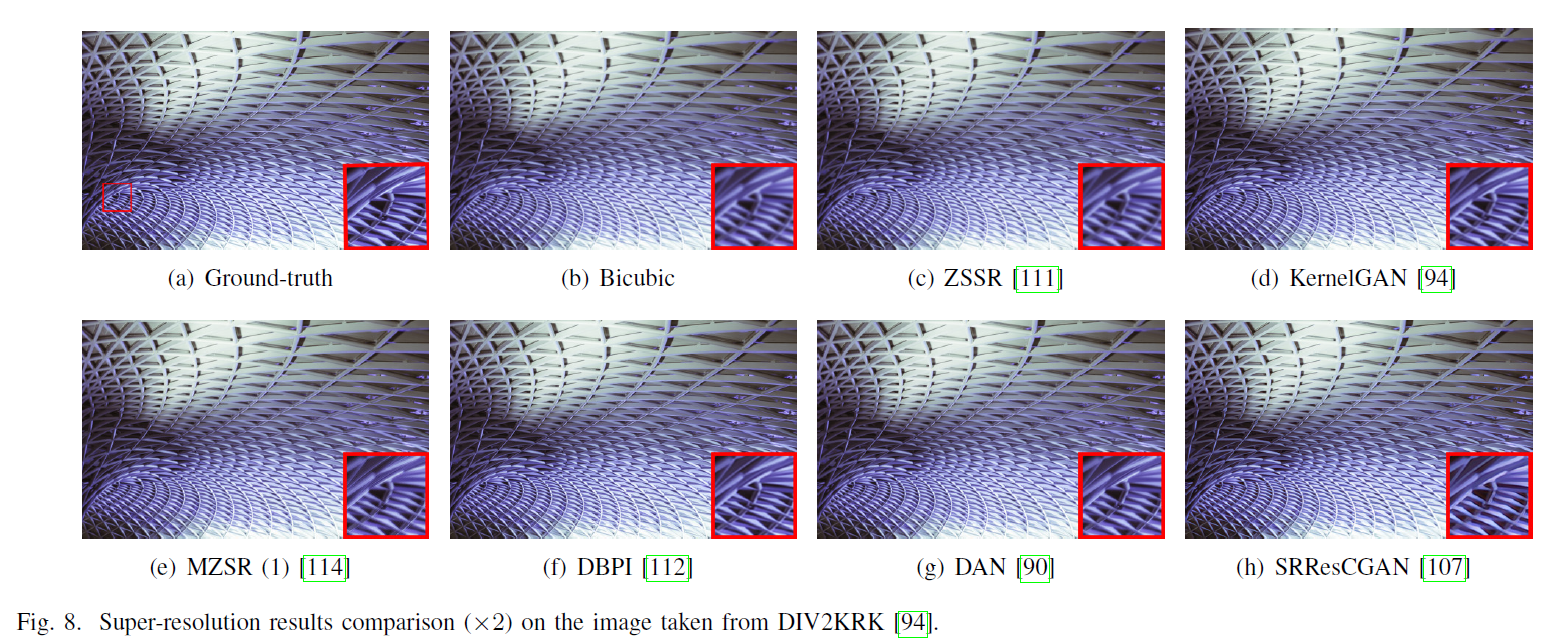 (a) Ground-truth
(b) Bicubic
(c) ZSSR [111]
(d) KernelGAN [94]
(e) MZSR (1) [114]
(f) DBPI [112]
(g) DAN [90]
(h) SRResCGAN [107]
Fig. 8. Super-resolution results comparison (×2) on the image taken from DIV2KRK [94].